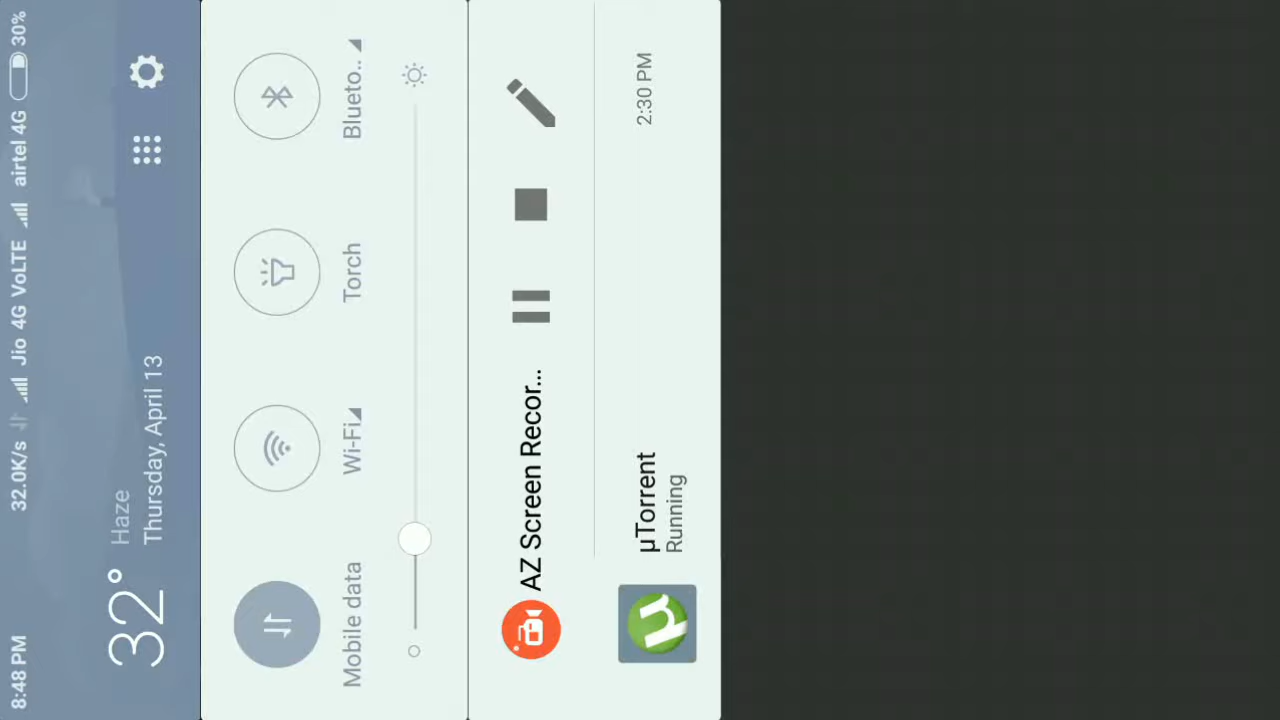 8:48 PM 32.0K/s Jio 4G VoLTE airtel 4G 30%
32° Haze
Thursday, April 13
Mobile data Wi-Fi Torch Blueto..
AZ Screen Recor...
µTorrent 2:30 PM
Running